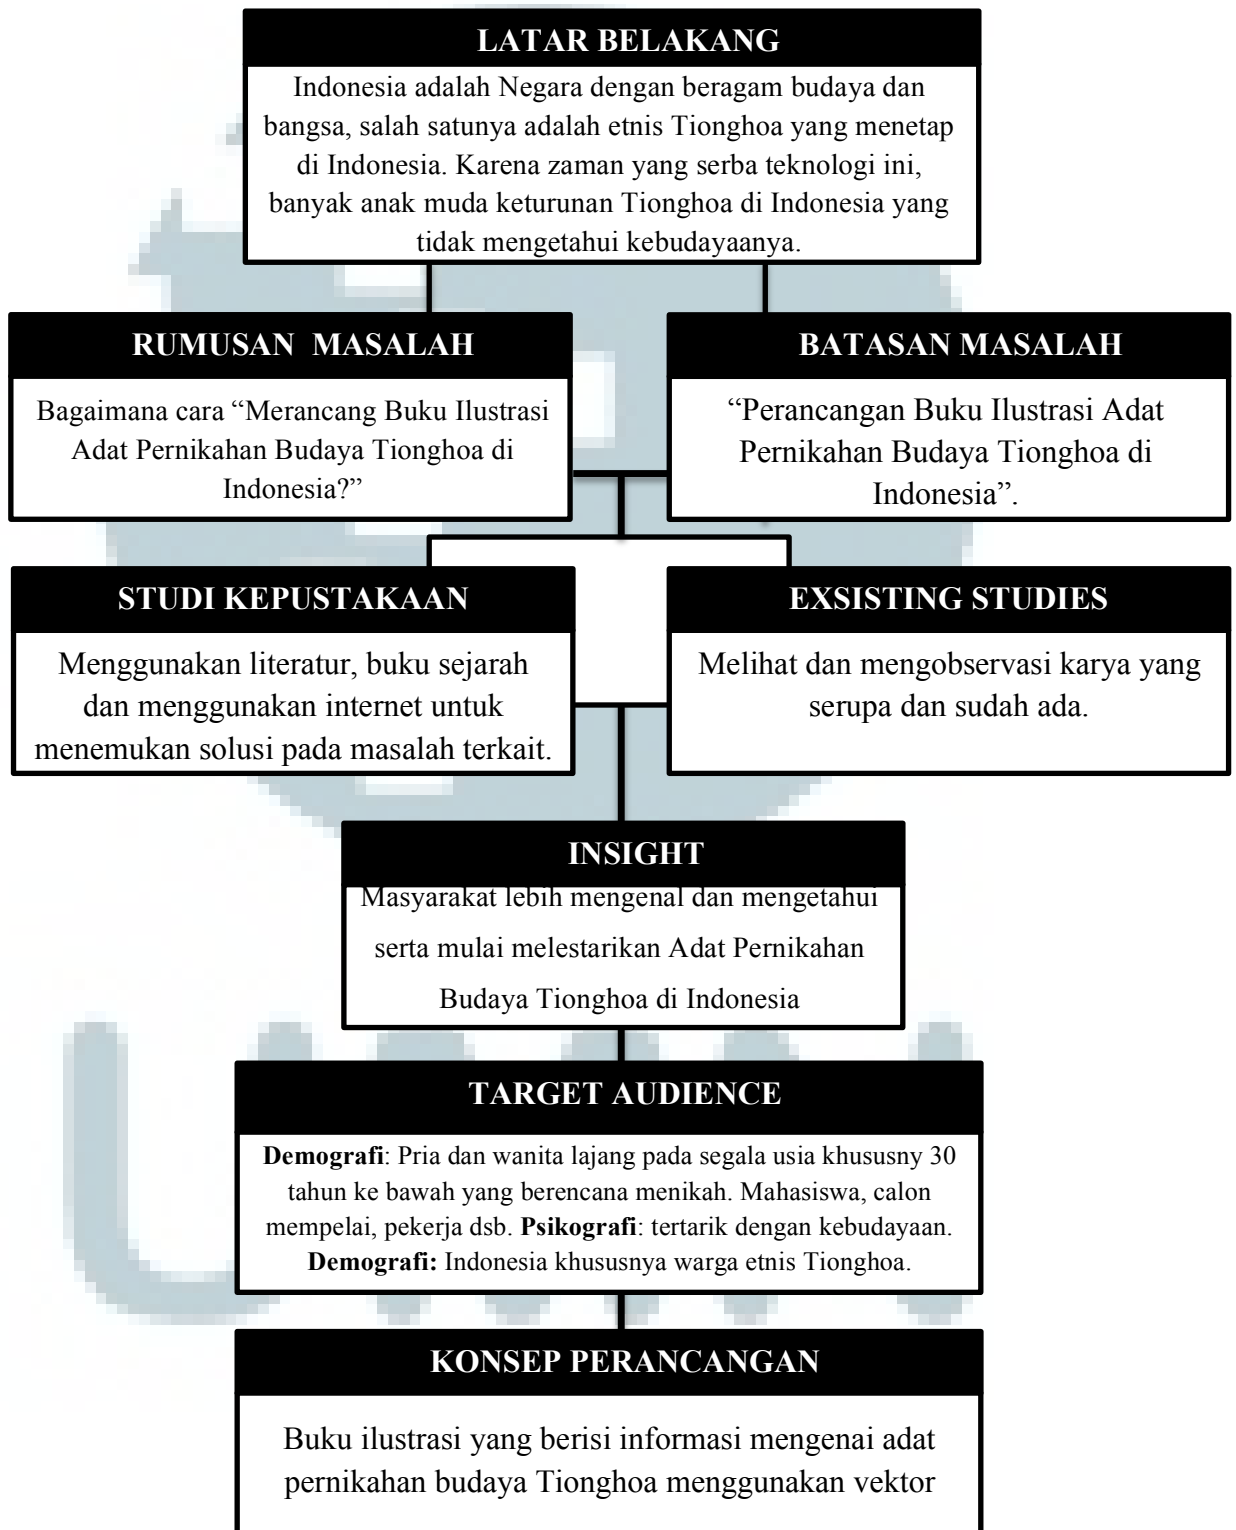 LATAR BELAKANG
Indonesia adalah Negara dengan beragam budaya dan
bangsa, salah satunya adalah etnis Tionghoa yang menetap
di Indonesia. Karena zaman yang serba teknologi ini,
banyak anak muda keturunan Tionghoa di Indonesia yang
tidak mengetahui kebudayaanya.
RUMUSAN MASALAH
Bagaimana cara “Merancang Buku Ilustrasi
Adat Pernikahan Budaya Tionghoa di
Indonesia?”
BATASAN MASALAH
“Perancangan Buku Ilustrasi Adat
Pernikahan Budaya Tionghoa di
Indonesia”.
STUDI KEPUSTAKAAN
Menggunakan literatur, buku sejarah
dan menggunakan internet untuk
menemukan solusi pada masalah terkait.
EXSISTING STUDIES
Melihat dan mengobservasi karya yang
serupa dan sudah ada.
INSIGHT
Masyarakat lebih mengenal dan mengetahui
serta mulai melestarikan Adat Pernikahan
Budaya Tionghoa di Indonesia
TARGET AUDIENCE
Demografi: Pria dan wanita lajang pada segala usia khususny 30
tahun ke bawah yang berencana menikah. Mahasiswa, calon
mempelai, pekerja dsb. Psikografi: tertarik dengan kebudayaan.
Demografi: Indonesia khususnya warga etnis Tionghoa.
KONSEP PERANCANGAN
Buku ilustrasi yang berisi informasi mengenai adat
pernikahan budaya Tionghoa menggunakan vektor